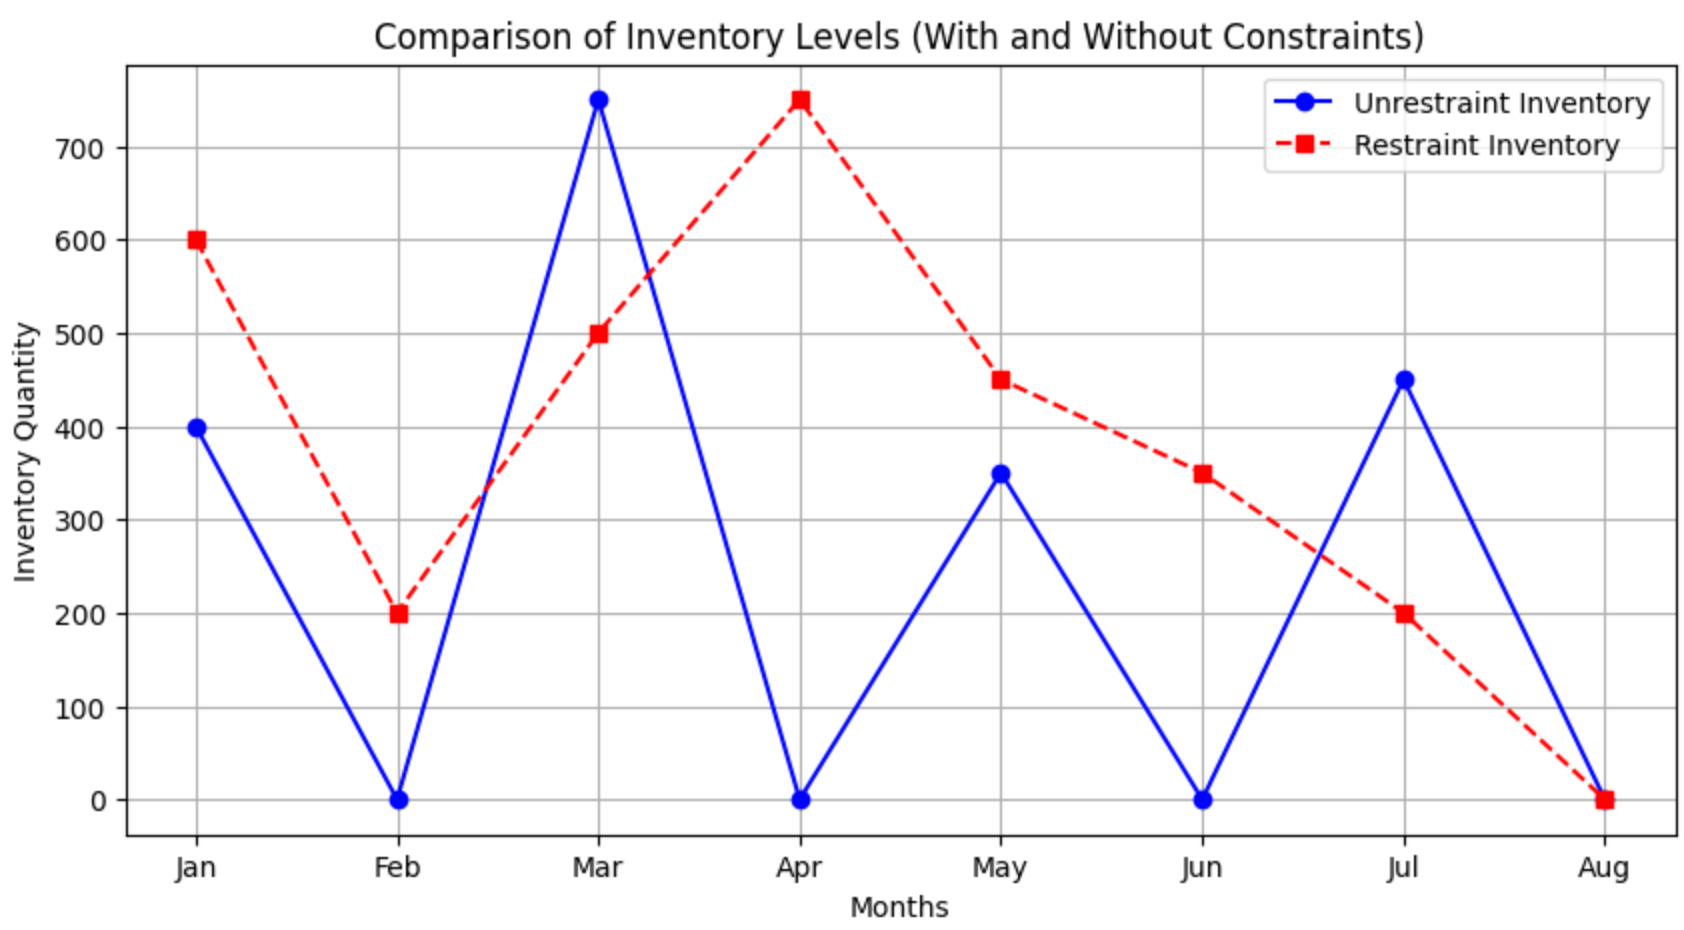 Comparison of Inventory Levels (With and Without Constraints)
Unrestraint Inventory
Restraint Inventory
Inventory Quantity
700
600
500
400
300
200
100
0
Jan Feb Mar Apr May Jun Jul Aug
Months